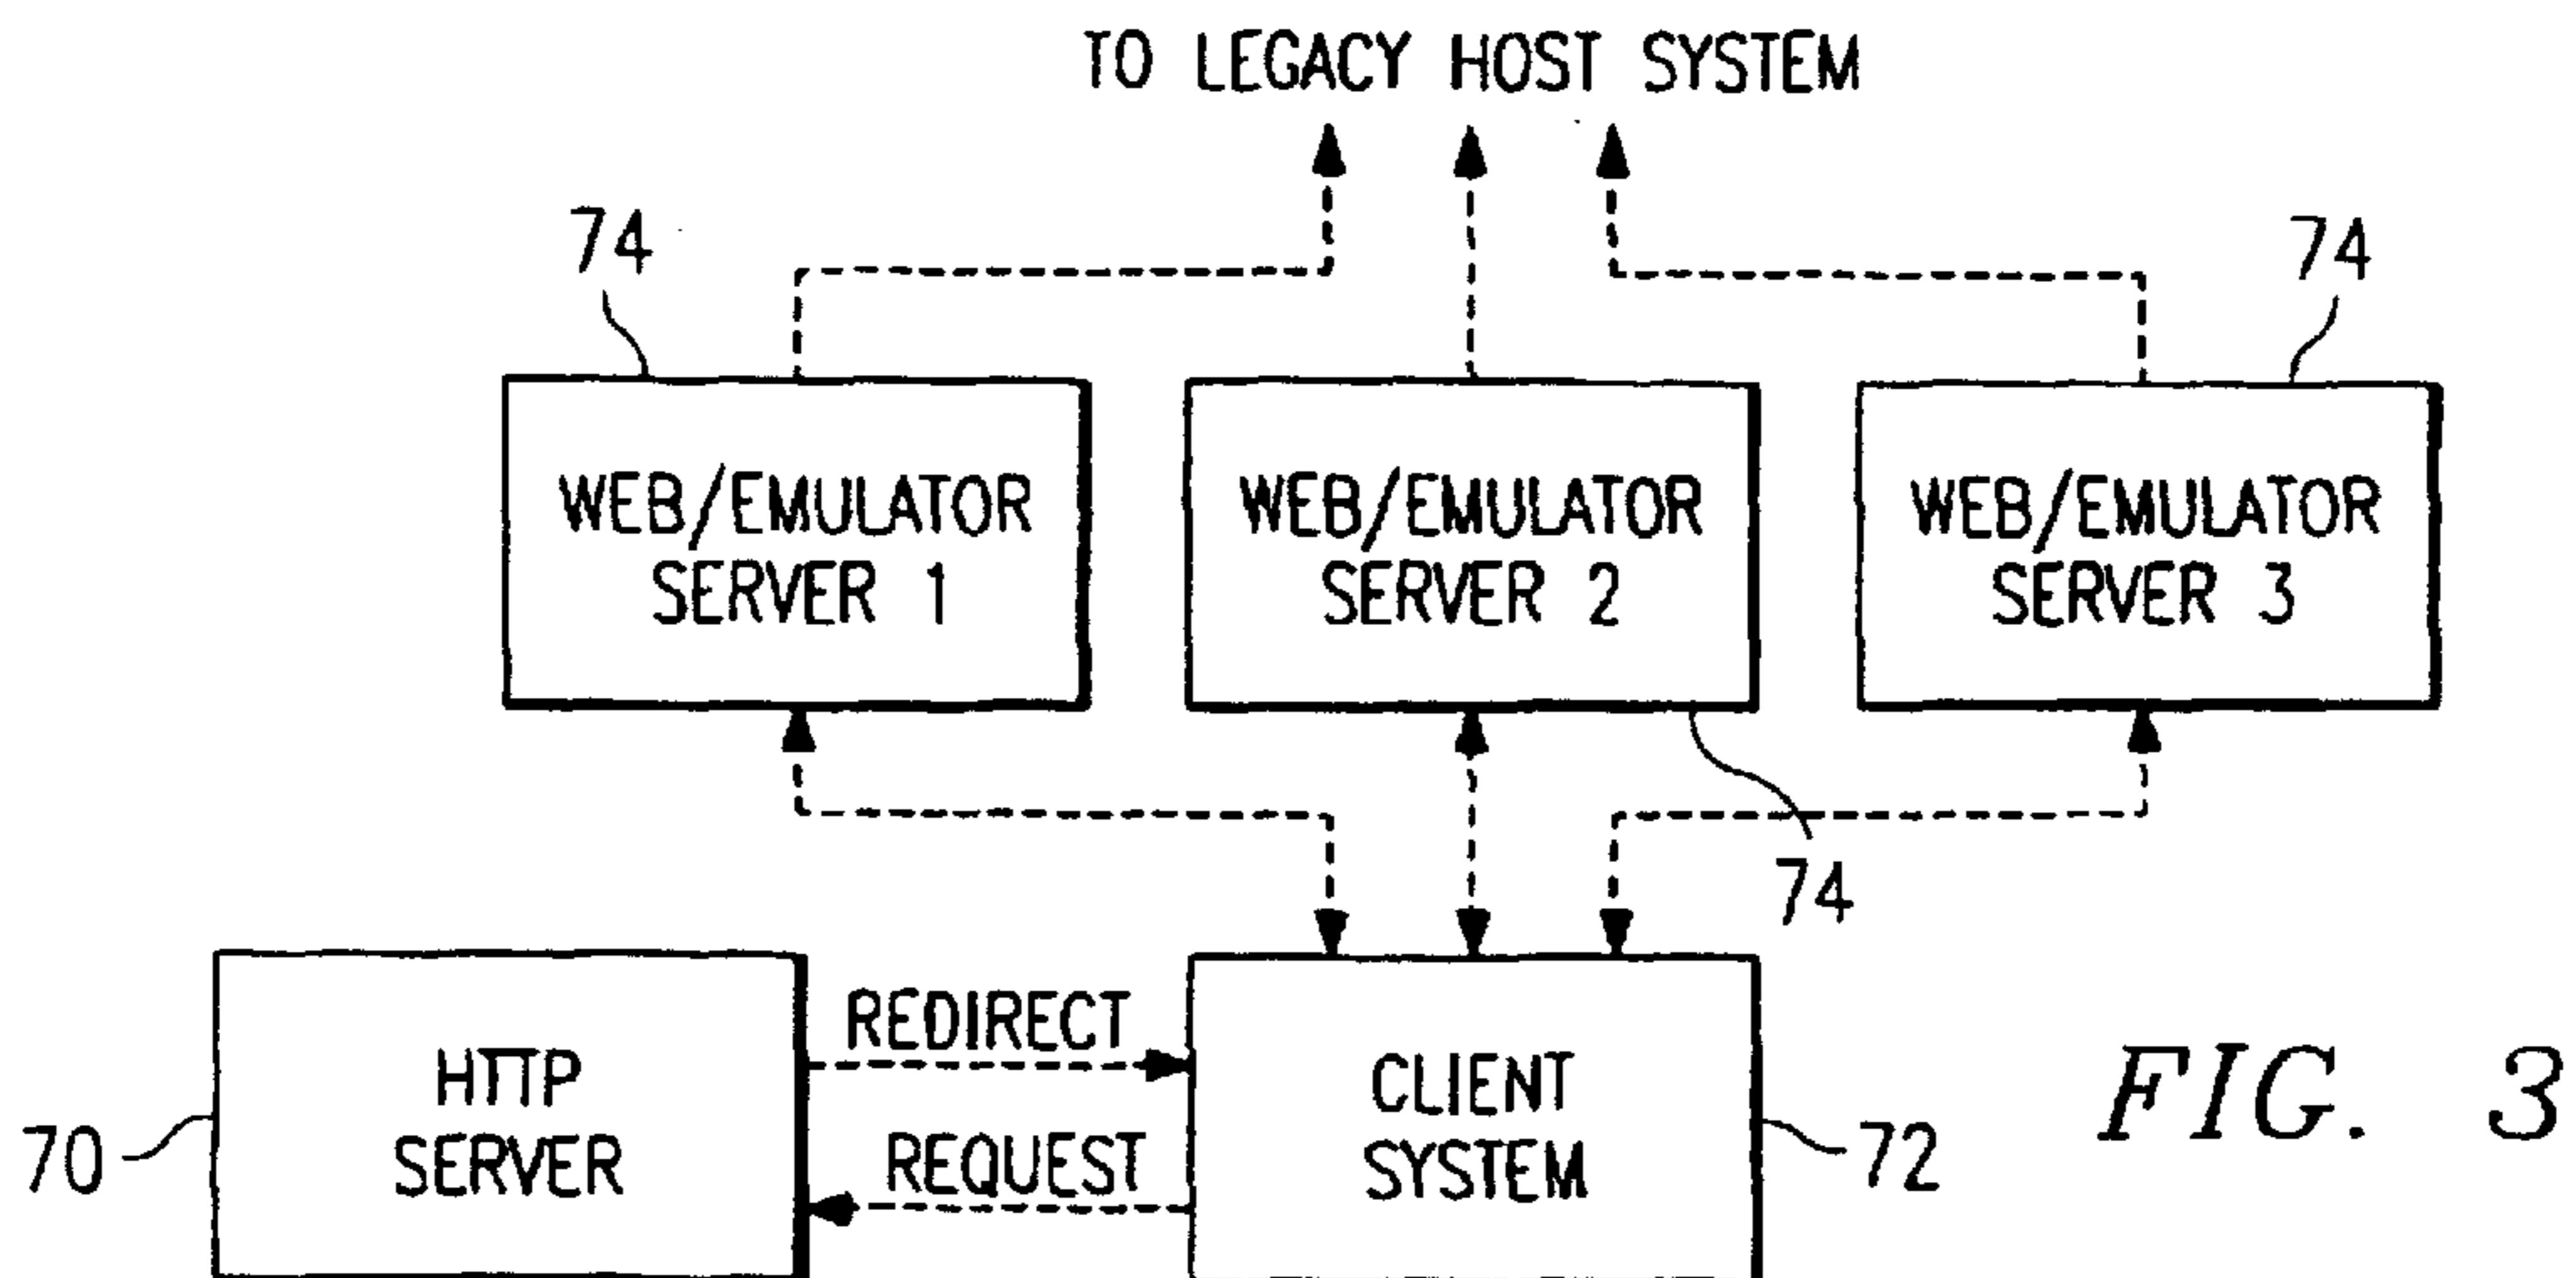 TO LEGACY HOST SYSTEM
74
74
WEB/EMULATOR
SERVER 1
WEB/EMULATOR
SERVER 2
WEB/EMULATOR
SERVER 3
74
HTTP
SERVER
70
REDIRECT
REQUEST
CLIENT
SYSTEM
72
FIG. 3